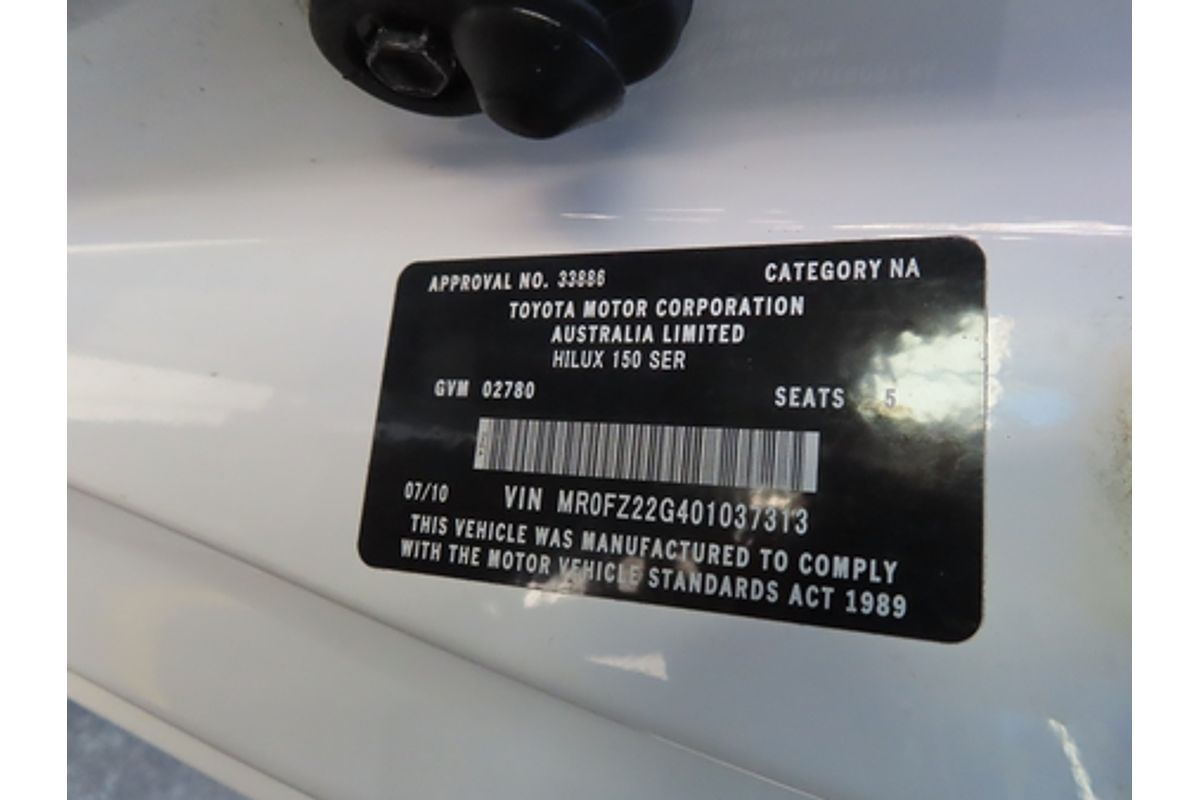 APPROVAL NO. 33886 CATEGORY NA
TOYOTA MOTOR CORPORATION
AUSTRALIA LIMITED
HILUX 150 SER
GVM 02780 SEATS 5
07/10 VIN MR0FZ22G401037313
THIS VEHICLE WAS MANUFACTURED TO COMPLY
WITH THE MOTOR VEHICLE STANDARDS ACT 1989